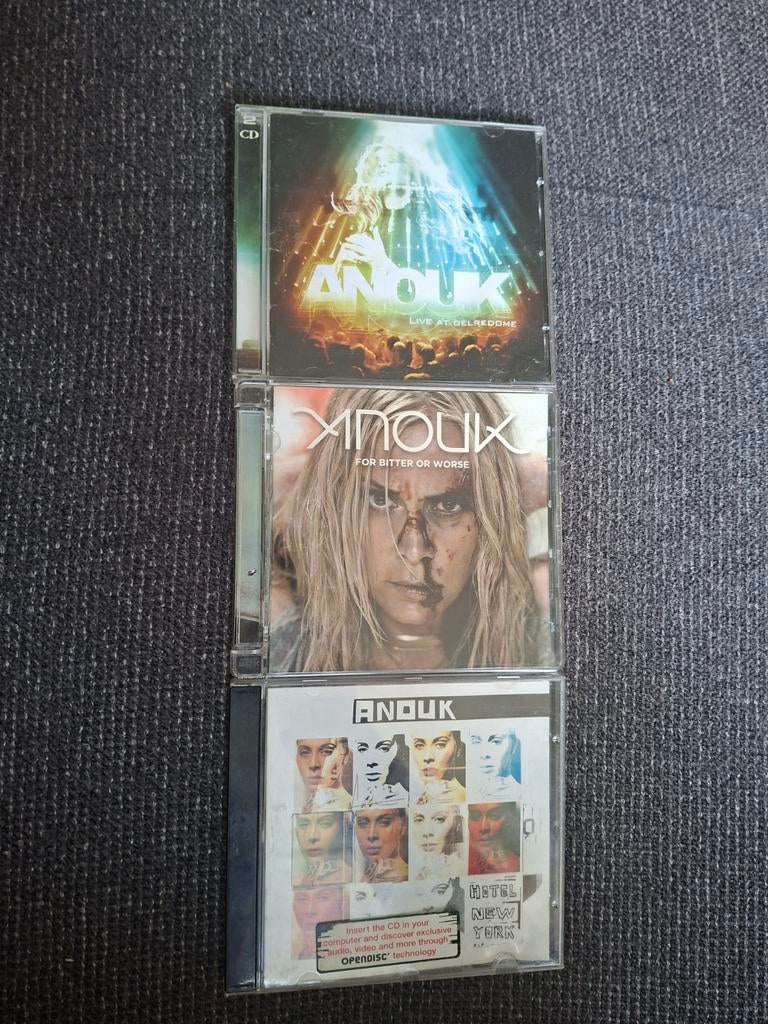 2
CD
ANOUK
LIVE AT GELREDOME
ANOUK
FOR BITTER OR WORSE
ANOUK
HOTEL
NEW
YORK
Insert the CD in your
computer and discover exclusive
audio, video and more through
OPENDISC' technology